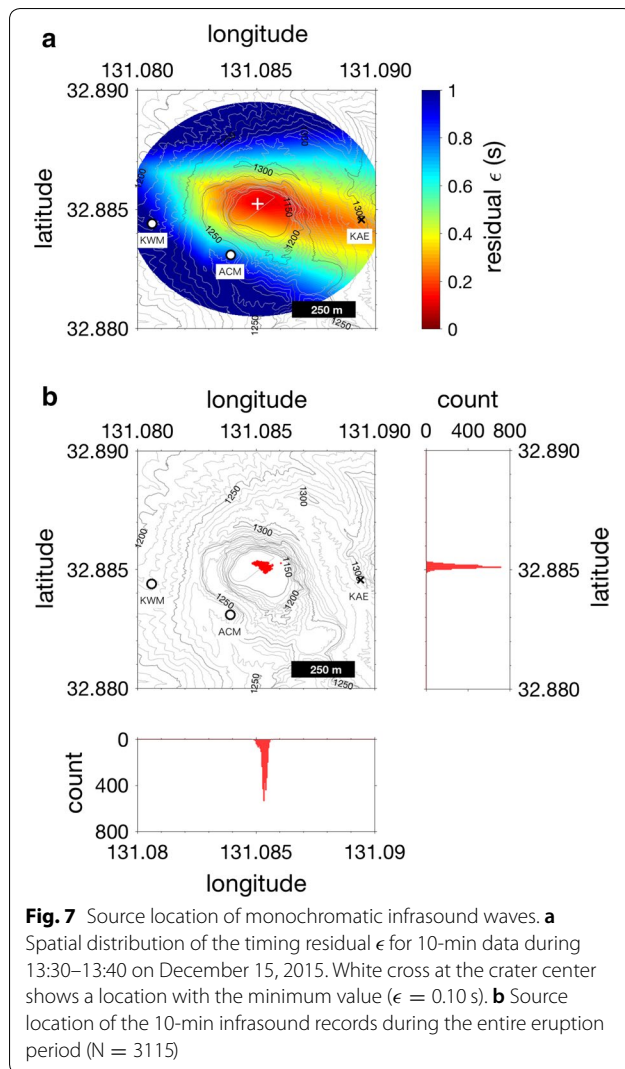 a
longitude
131.080 131.085 131.090
32.890
32.885
32.880
latitude
1250
1200
1200
1300
1150
1300
1250
1200
1250
1250
KWM
ACM
KAE
250 m
1
0.8
0.6
0.4
0.2
0
residual ϵ (s)
b
longitude
131.080 131.085 131.090
32.890
32.885
32.880
latitude
1250
1300
1200
1300
1150
1300
1250
1200
1250
1250
KWM
ACM
KAE
250 m
count
0 400 800
32.890
32.885
32.880
latitude
0
400
800
count
131.08 131.085 131.09
longitude
Fig. 7 Source location of monochromatic infrasound waves. a
Spatial distribution of the timing residual ϵ for 10-min data during
13:30–13:40 on December 15, 2015. White cross at the crater center
shows a location with the minimum value (ϵ = 0.10 s). b Source
location of the 10-min infrasound records during the entire eruption
period (N = 3115)